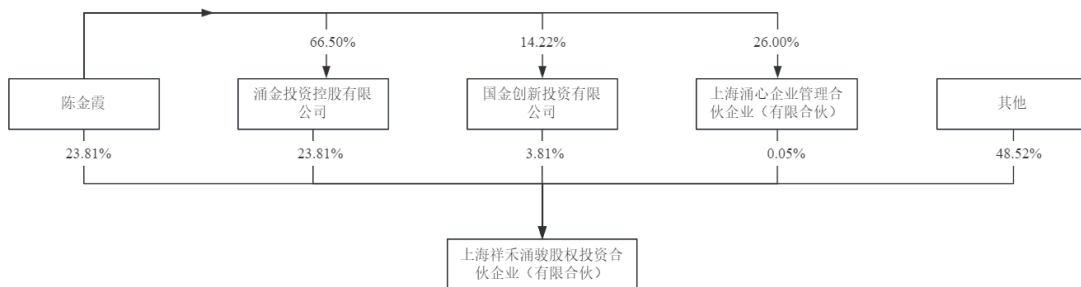 66.50%
14.22%
26.00%
陈金霞
涌金投资控股有限
公司
国金创新投资有限
公司
上海涌心企业管理合
伙企业（有限合伙）
其他
23.81%
23.81%
3.81%
0.05%
48.52%
上海祥禾涌骏股权投资合
伙企业（有限合伙）